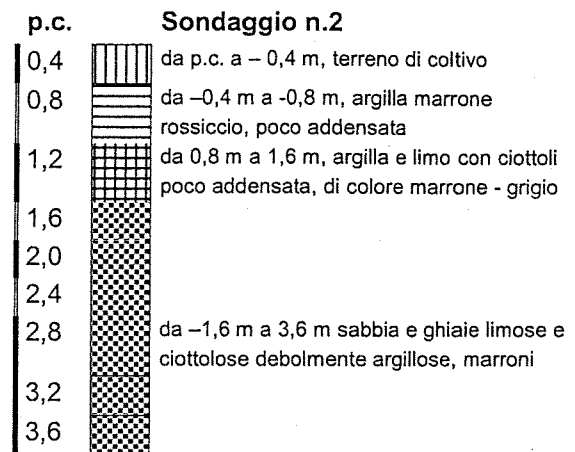 p.c. Sondaggio n.2
0,4 da p.c. a – 0,4 m, terreno di coltivo
0,8 da –0,4 m a -0,8 m, argilla marrone
rossiccio, poco addensata
1,2 da 0,8 m a 1,6 m, argilla e limo con ciottoli
poco addensata, di colore marrone - grigio
1,6
2,0
2,4
2,8 da –1,6 m a 3,6 m sabbia e ghiaie limose e
ciottolose debolmente argillose, marroni
3,2
3,6